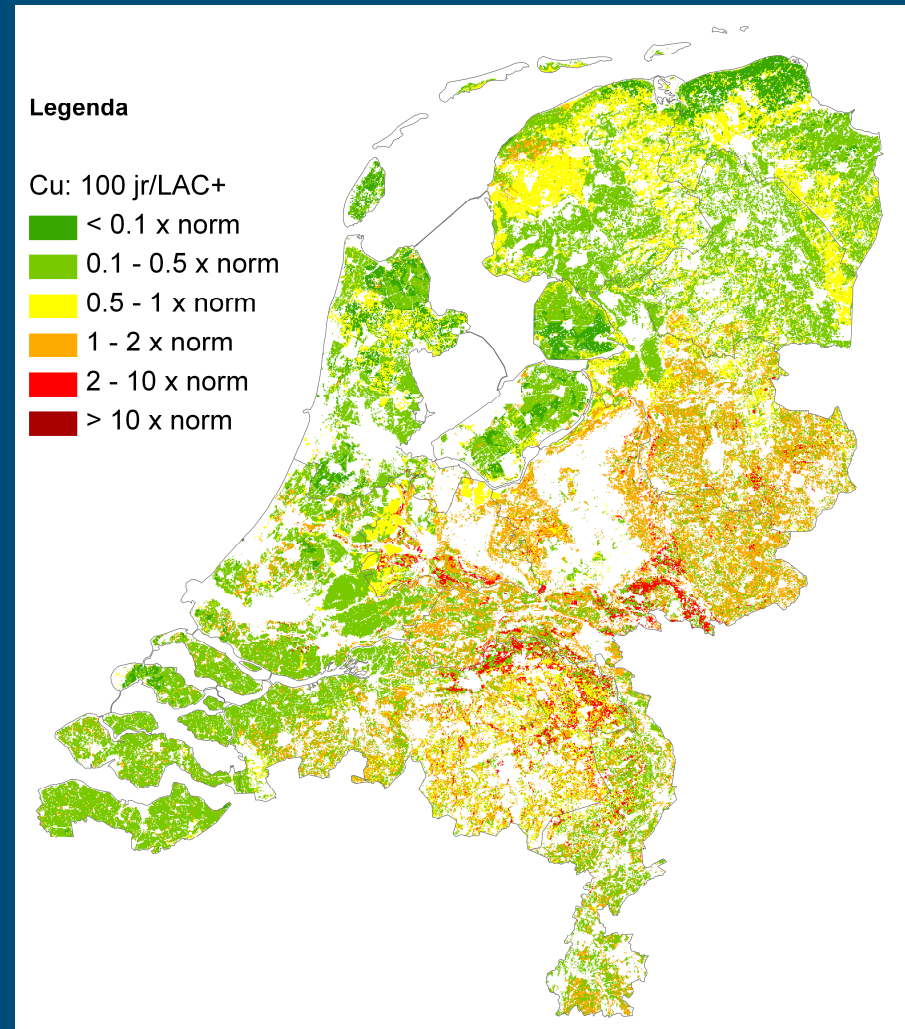 Legenda
Cu: 100 jr/LAC+
< 0.1 x norm
0.1 - 0.5 x norm
0.5 - 1 x norm
1 - 2 x norm
2 - 10 x norm
> 10 x norm